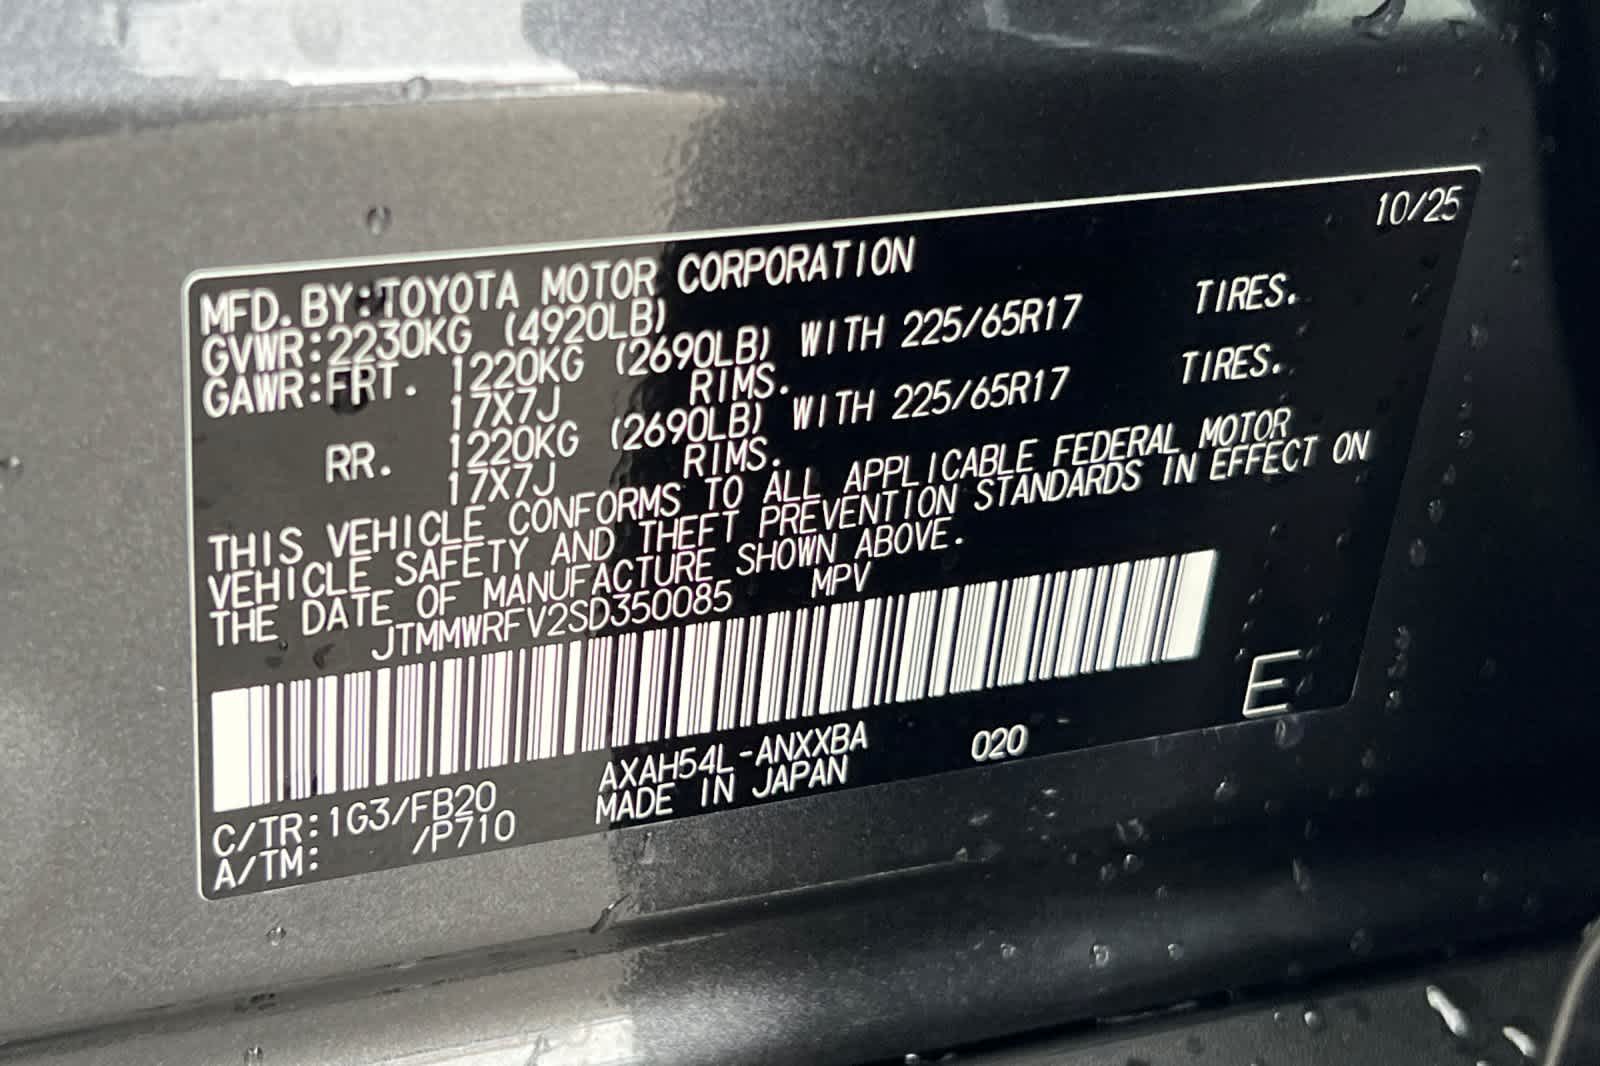 10/25
MFD.BY:TOYOTA MOTOR CORPORATION
GVWR:2230KG (4920LB)
GAWR:FRT. 1220KG (2690LB) WITH 225/65R17 TIRES.
17X7J RIMS.
RR. 1220KG (2690LB) WITH 225/65R17 TIRES.
17X7J RIMS.
THIS VEHICLE CONFORMS TO ALL APPLICABLE FEDERAL MOTOR
VEHICLE SAFETY AND THEFT PREVENTION STANDARDS IN EFFECT ON
THE DATE OF MANUFACTURE SHOWN ABOVE.
JTMMWRFV2SD350085 MPV
E
C/TR:1G3/FB20 AXAH54L-ANXXBA 020
A/TM: /P710 MADE IN JAPAN